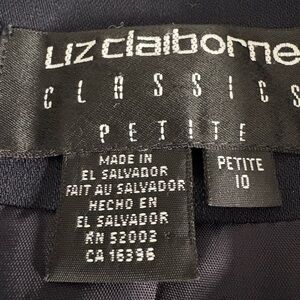 liz claiborne
CLASSICS
PETITE
MADE IN
EL SALVADOR
FAIT AU SALVADOR
HECHO EN
EL SALVADOR
RN 52002
CA 16396
PETITE
10